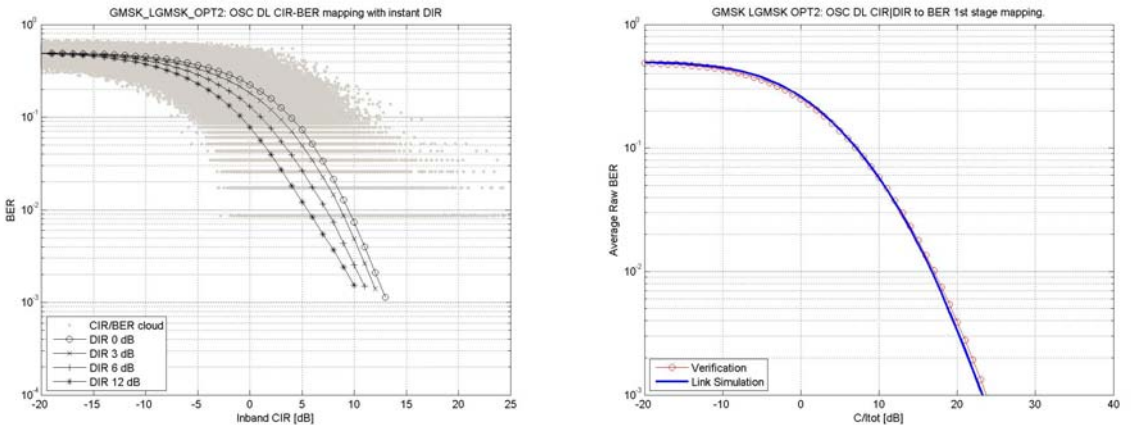 GMSK_LGMSK_OPT2: OSC DL CIR-BER mapping with instant DIR
10^0
10^-1
10^-2
10^-3
10^-4
BER
CIR/BER cloud
DIR 0 dB
DIR 3 dB
DIR 6 dB
DIR 12 dB
-20 -15 -10 -5 0 5 10 15 20 25
Inband CIR [dB]
GMSK LGMSK OPT2: OSC DL CIR|DIR to BER 1st stage mapping.
10^0
10^-1
10^-2
10^-3
Average Raw BER
Verification
Link Simulation
-20 -10 0 10 20 30 40
C/Itot [dB]